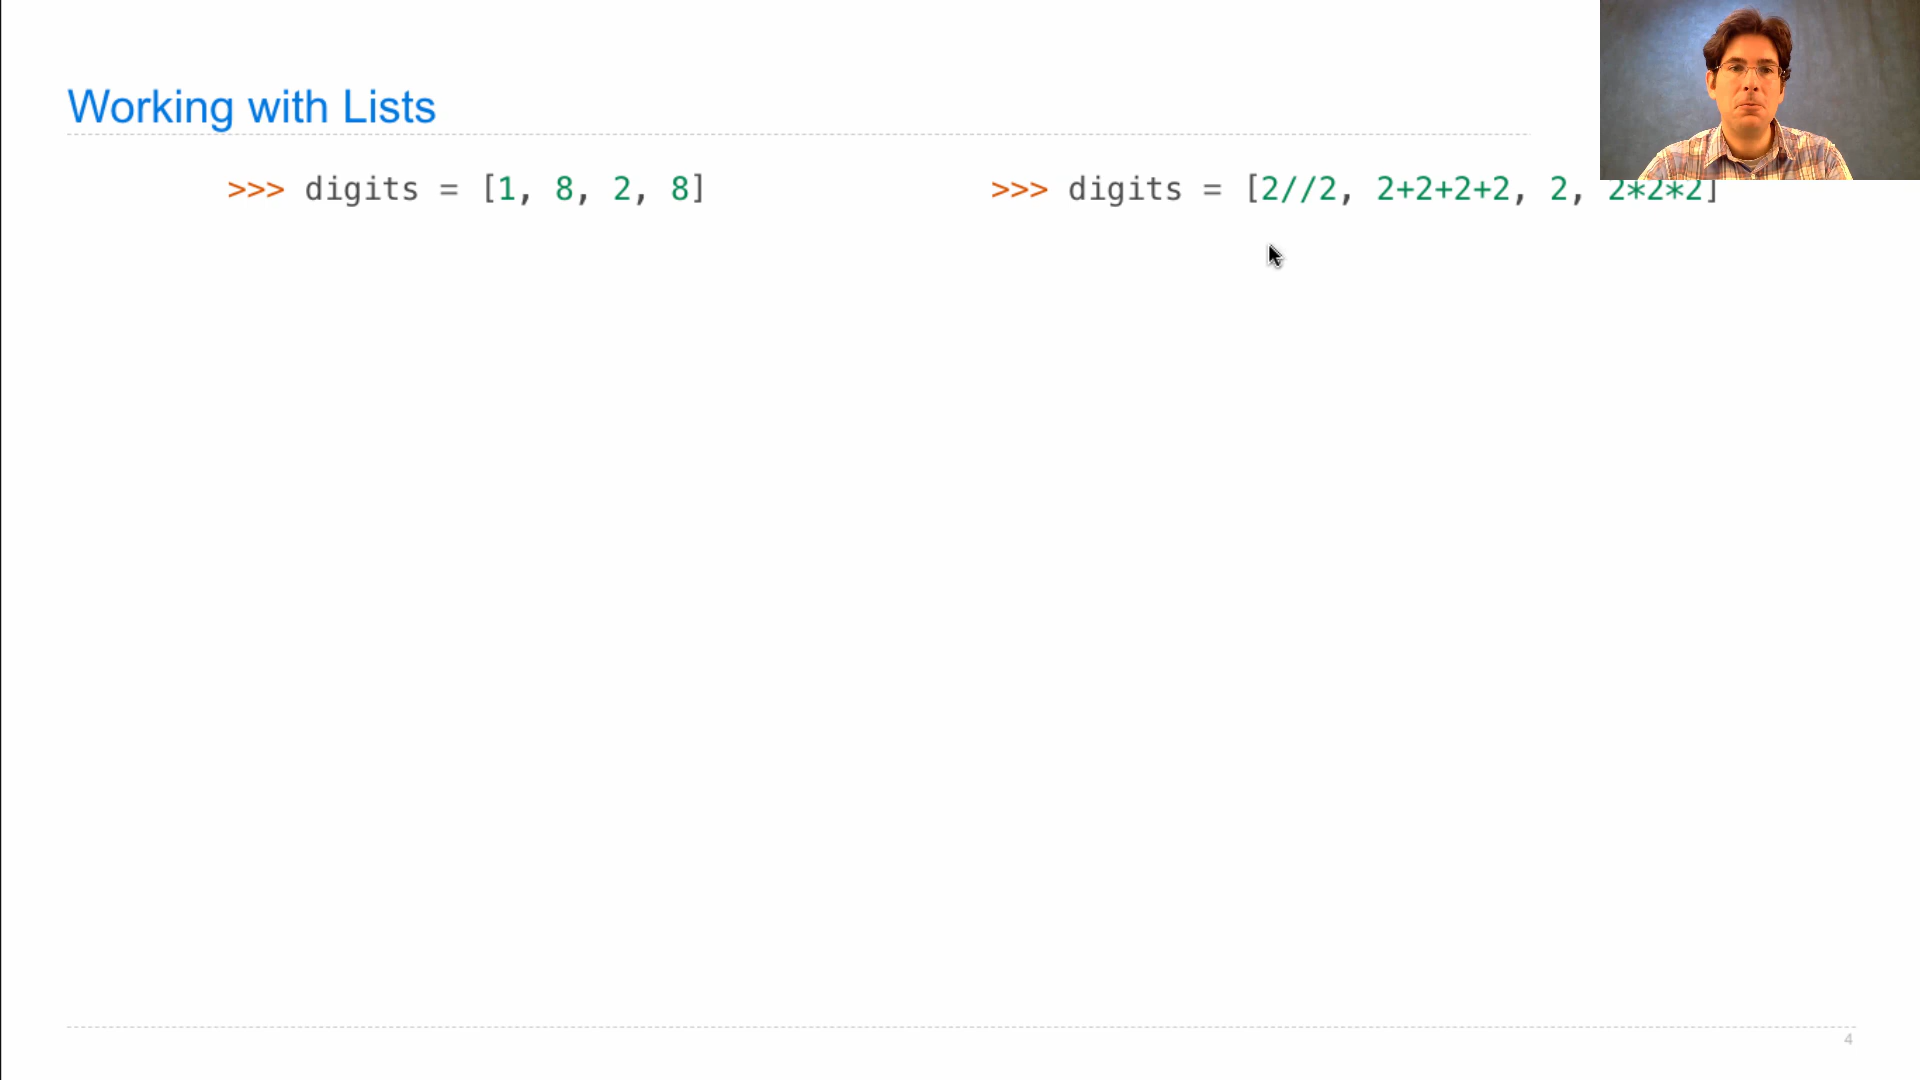 Working with Lists
>>> digits = [1, 8, 2, 8]
>>> digits = [2//2, 2+2+2+2, 2, 2*2*2]
4